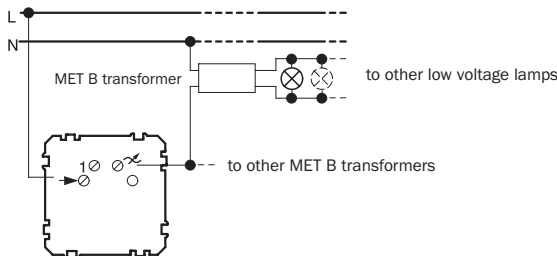 L
N
MET B transformer
to other low voltage lamps
1
to other MET B transformers